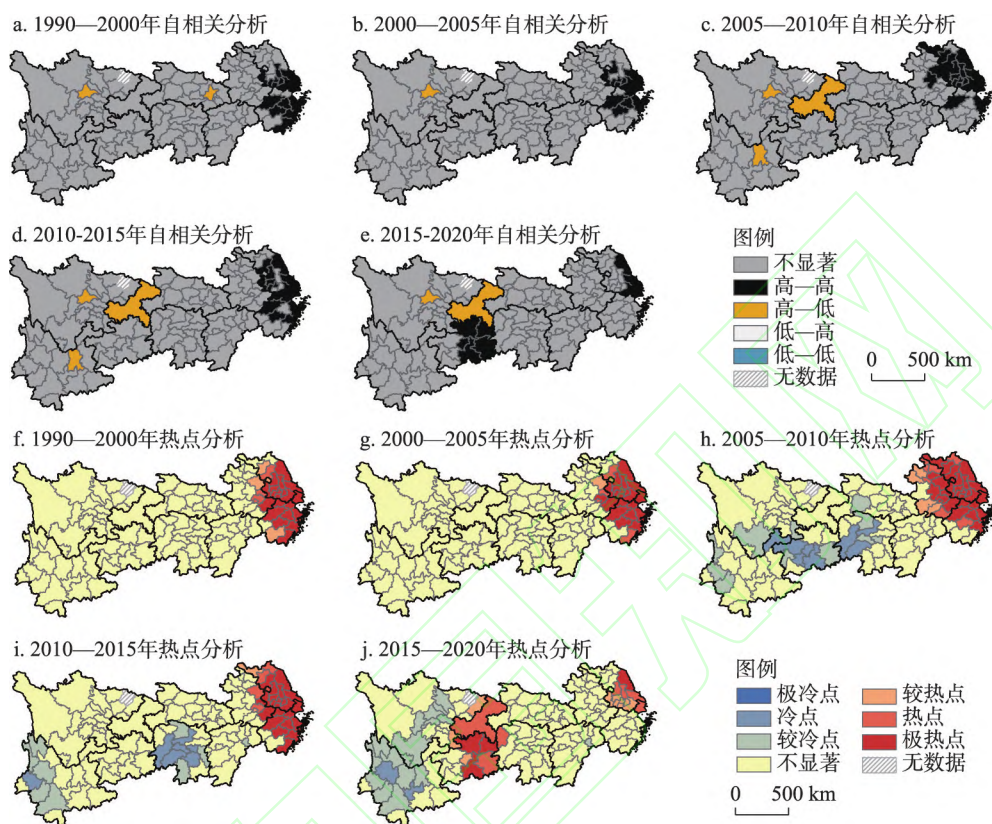 a. 1990—2000年自相关分析
b. 2000—2005年自相关分析
c. 2005—2010年自相关分析
d. 2010-2015年自相关分析
e. 2015-2020年自相关分析
图例
不显著
高—高
高—低
低—高
低—低
无数据
0 500 km
f. 1990—2000年热点分析
g. 2000—2005年热点分析
h. 2005—2010年热点分析
i. 2010—2015年热点分析
j. 2015—2020年热点分析
图例
极冷点 较热点
冷点 热点
较冷点 极热点
不显著 无数据
0 500 km